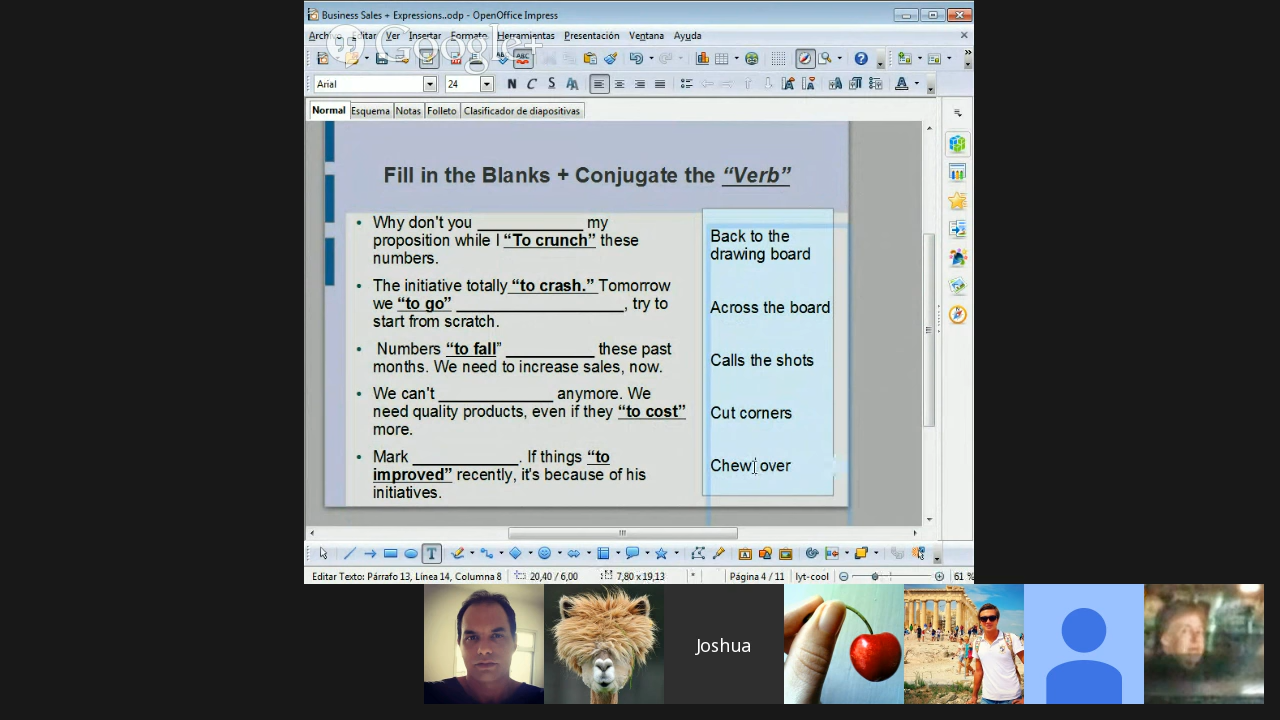 Business Sales + Expressions..odp - OpenOffice Impress
Archivo Editar Ver Insertar Formato Herramientas Presentación Ventana Ayuda
Google+
Arial 24 N C S
Normal Esquema Notas Folleto Clasificador de diapositivas
Fill in the Blanks + Conjugate the “Verb”
• Why don't you _____________ my
proposition while I “To crunch” these
numbers.
• The initiative totally “to crash.” Tomorrow
we “to go” ____________________, try to
start from scratch.
• Numbers “to fall” ___________ these past
months. We need to increase sales, now.
• We can't ______________ anymore. We
need quality products, even if they “to cost”
more.
• Mark _____________. If things “to
improved” recently, it's because of his
initiatives.
Back to the
drawing board
Across the board
Calls the shots
Cut corners
Chew over
Editar Texto: Párrafo 13, Línea 14, Columna 8 20,40 / 6,00 7,80 x 19,13 * Página 4 / 11 lyt-cool 61 %
Joshua